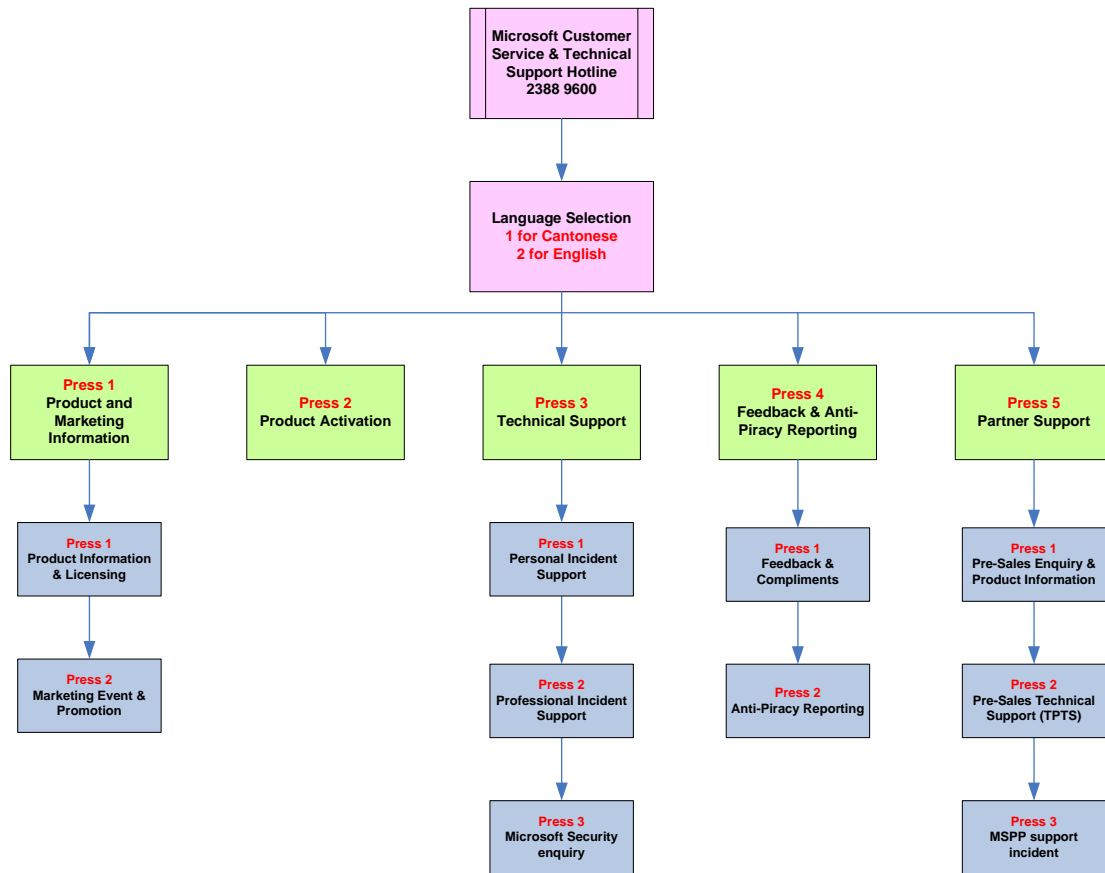 Microsoft Customer
Service & Technical
Support Hotline
2388 9600
Language Selection
1 for Cantonese
2 for English
Press 1
Product and
Marketing
Information
Press 2
Product Activation
Press 3
Technical Support
Press 4
Feedback & Anti-
Piracy Reporting
Press 5
Partner Support
Press 1
Product Information
& Licensing
Press 1
Personal Incident
Support
Press 1
Feedback &
Compliments
Press 1
Pre-Sales Enquiry &
Product Information
Press 2
Marketing Event &
Promotion
Press 2
Professional Incident
Support
Press 2
Anti-Piracy Reporting
Press 2
Pre-Sales Technical
Support (TPTS)
Press 3
Microsoft Security
enquiry
Press 3
MSPP support
incident